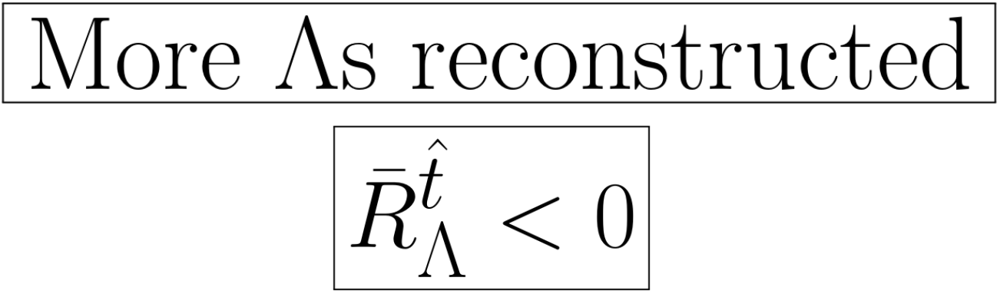 More Λs reconstructed
R̄^t̂_Λ < 0